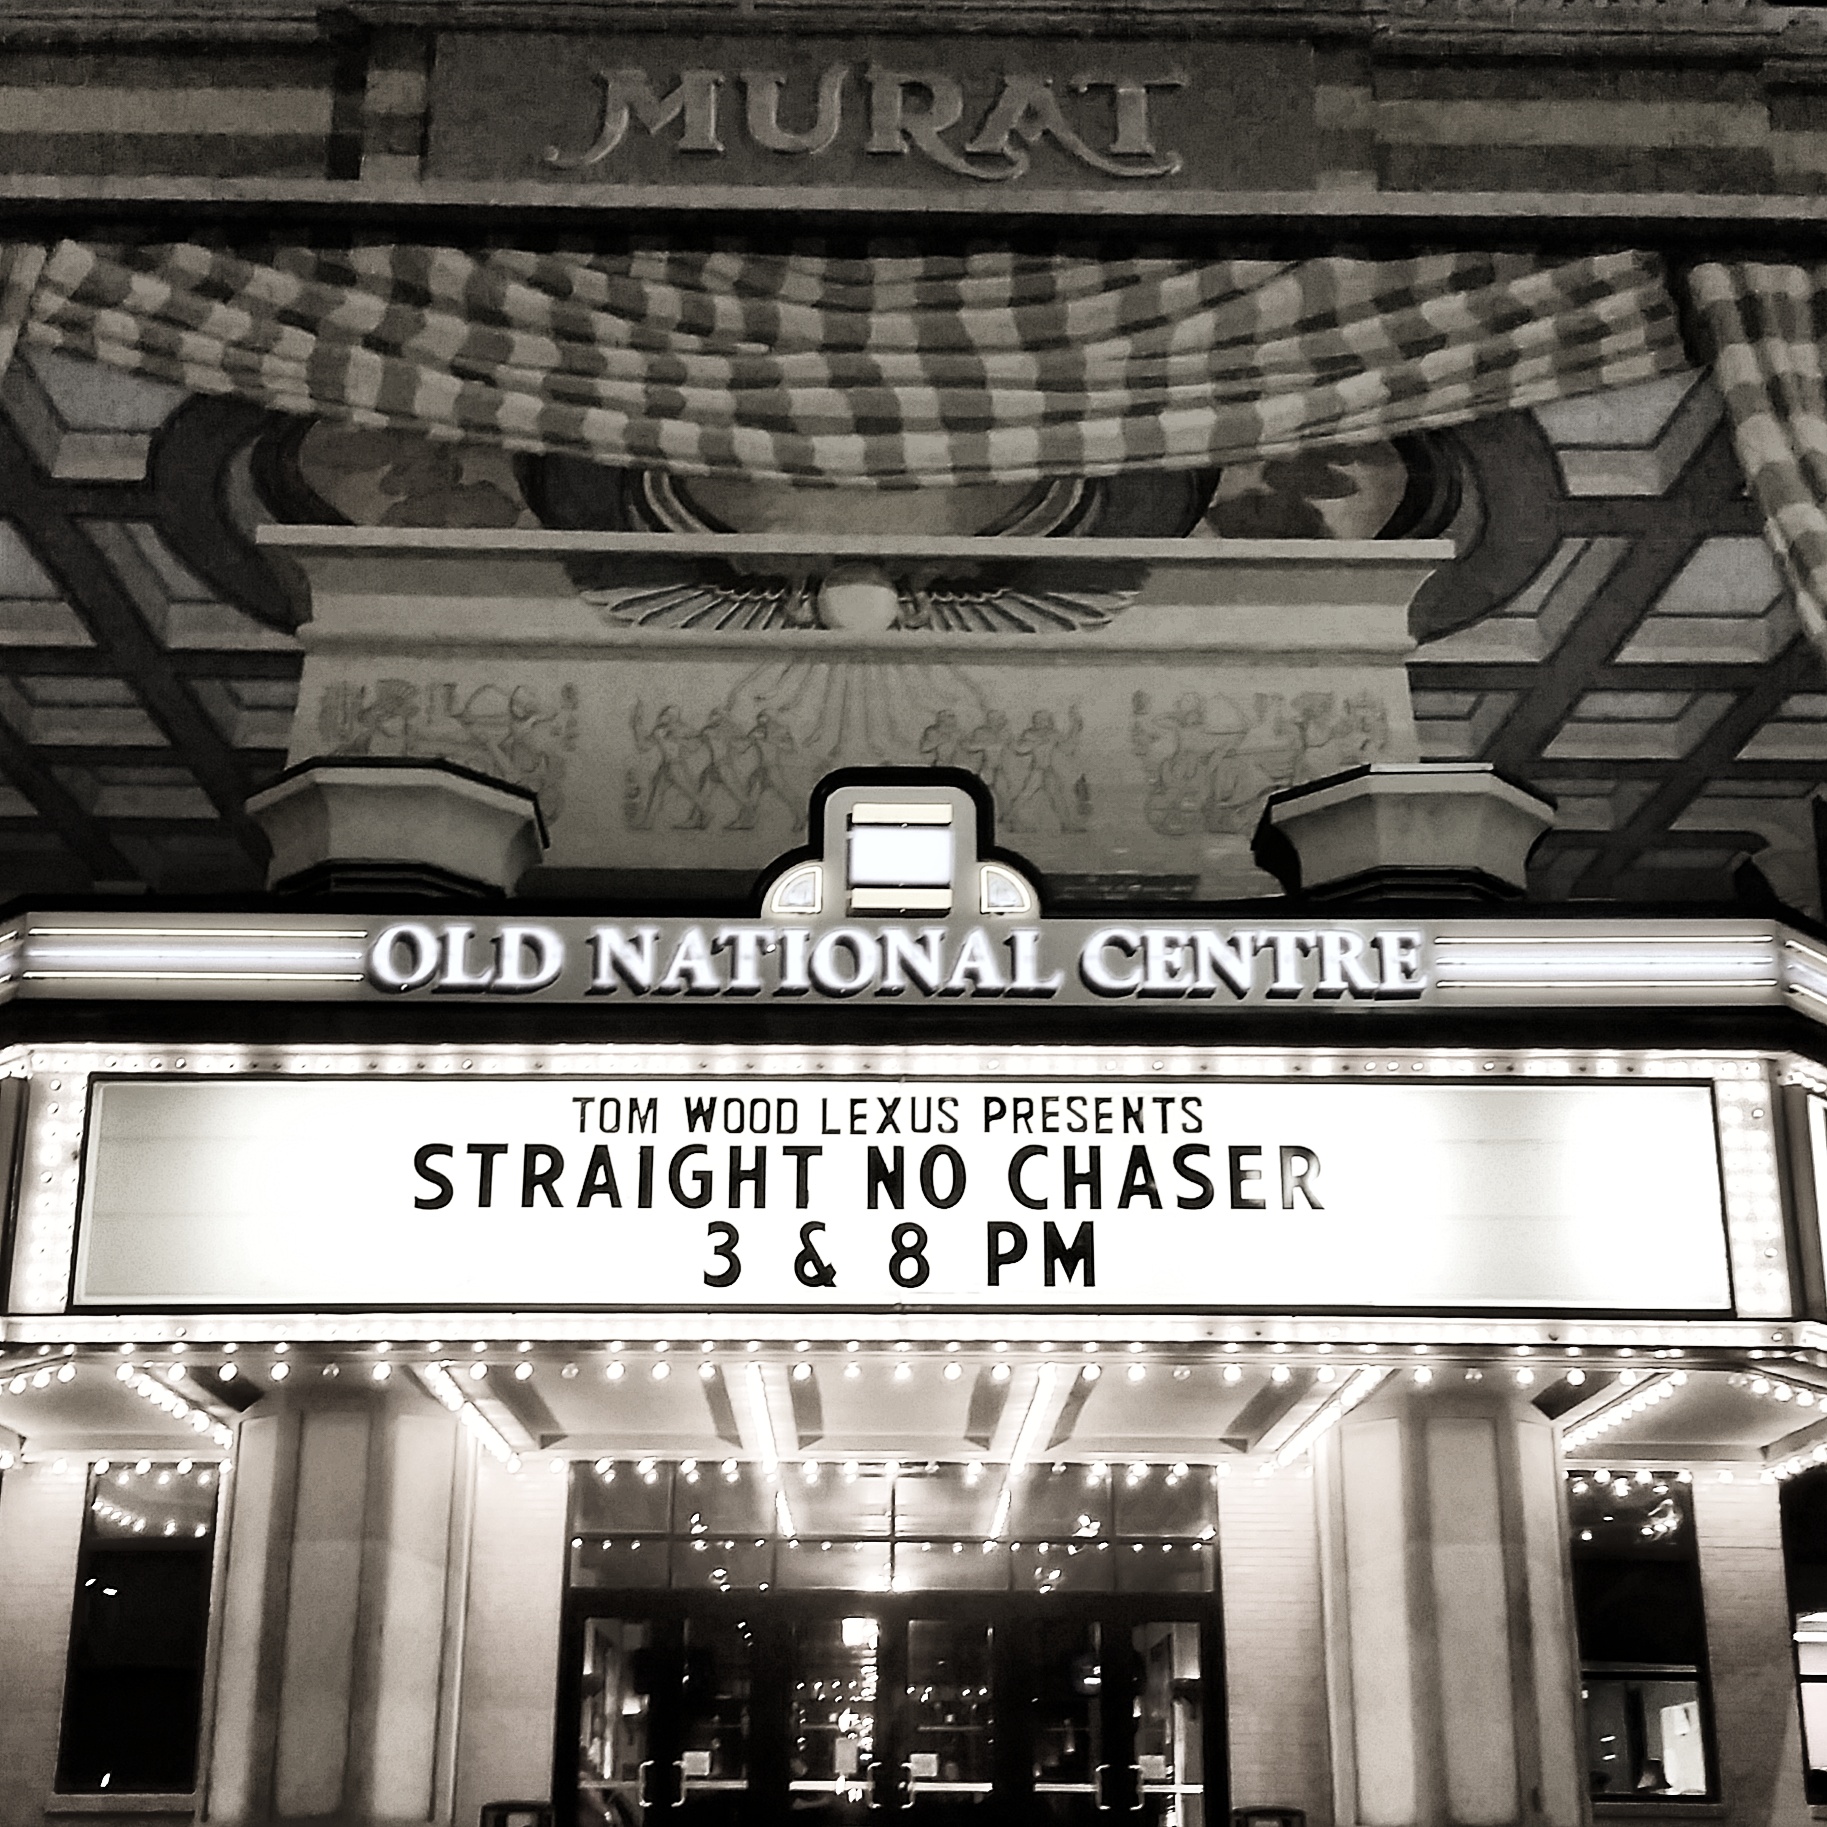 MURAT
OLD NATIONAL CENTRE
TOM WOOD LEXUS PRESENTS
STRAIGHT NO CHASER
3 & 8 PM